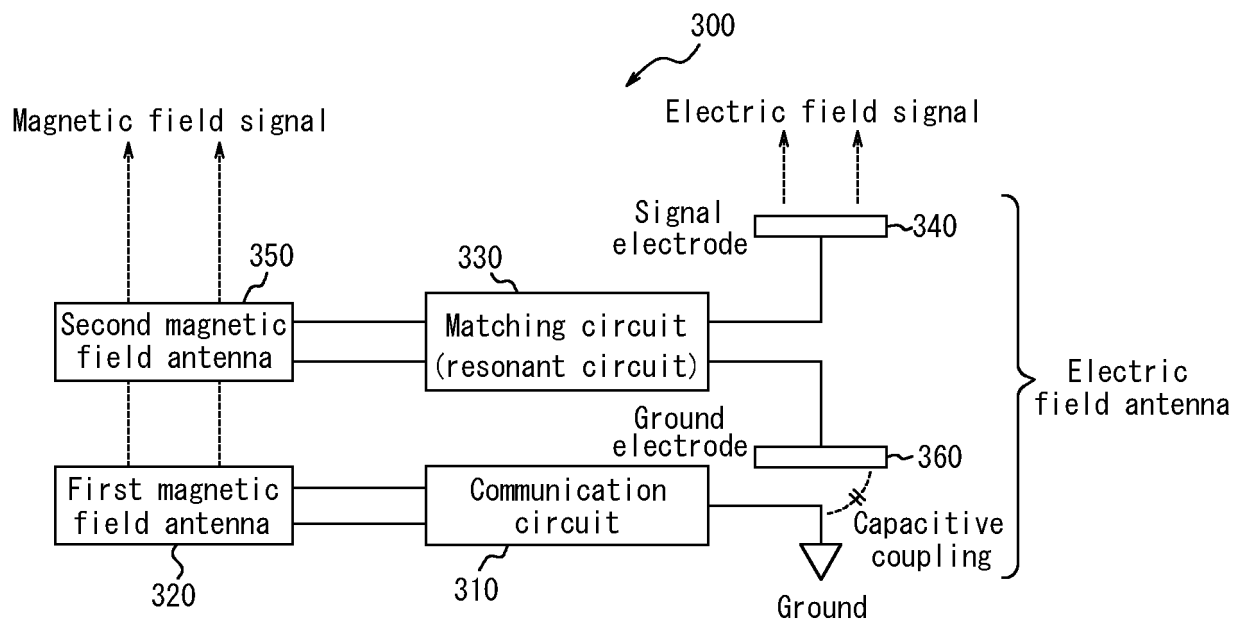 300
Magnetic field signal
Electric field signal
Signal
electrode
340
350
330
Second magnetic
field antenna
Matching circuit
(resonant circuit)
Electric
field antenna
Ground
electrode
360
First magnetic
field antenna
Communication
circuit
Capacitive
coupling
320
310
Ground